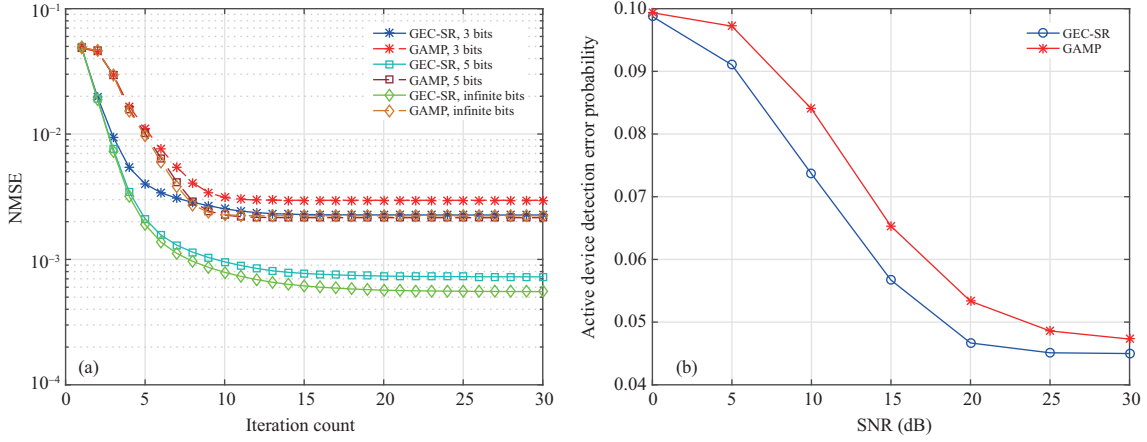 NMSE
10⁻¹
10⁻²
10⁻³
10⁻⁴
GEC-SR, 3 bits
GAMP, 3 bits
GEC-SR, 5 bits
GAMP, 5 bits
GEC-SR, infinite bits
GAMP, infinite bits
(a)
0 5 10 15 20 25 30
Iteration count
Active device detection error probability
0.10
0.09
0.08
0.07
0.06
0.05
0.04
GEC-SR
GAMP
(b)
0 5 10 15 20 25 30
SNR (dB)